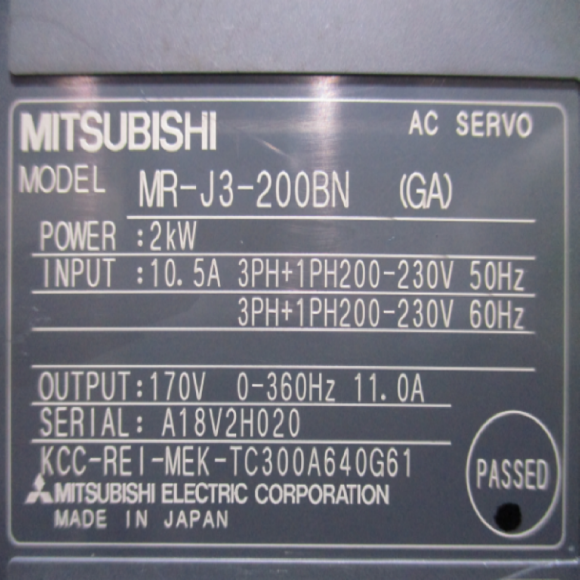 MITSUBISHI AC SERVO
MODEL MR-J3-200BN (GA)
POWER :2kW
INPUT :10.5A 3PH+1PH200-230V 50Hz
3PH+1PH200-230V 60Hz
OUTPUT:170V 0-360Hz 11.0A
SERIAL: A18V2H020
KCC-REI-MEK-TC300A640G61
MITSUBISHI ELECTRIC CORPORATION
MADE IN JAPAN
PASSED